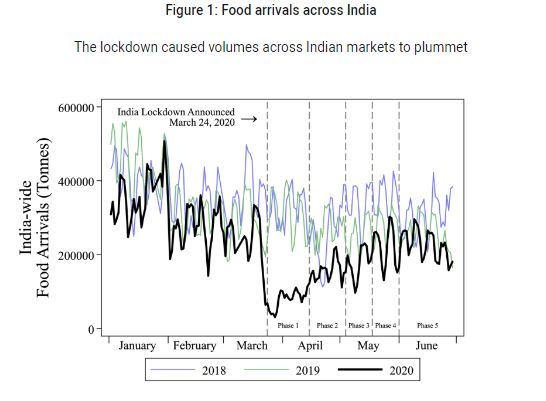 Figure 1: Food arrivals across India
The lockdown caused volumes across Indian markets to plummet
India-wide
Food Arrivals (Tonnes)
600000
400000
200000
0
India Lockdown Announced
March 24, 2020
Phase 1
Phase 2
Phase 3
Phase 4
Phase 5
January
February
March
April
May
June
2018
2019
2020